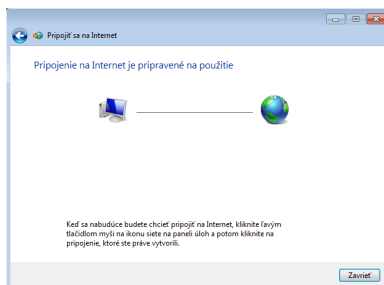 Pripojiť sa na Internet
Pripojenie na Internet je pripravené na použitie
Keď sa nabudúce budete chcieť pripojiť na Internet, kliknite ľavým
tlačidlom myši na ikonu siete na paneli úloh a potom kliknite na
pripojenie, ktoré ste práve vytvorili.
Zavrieť